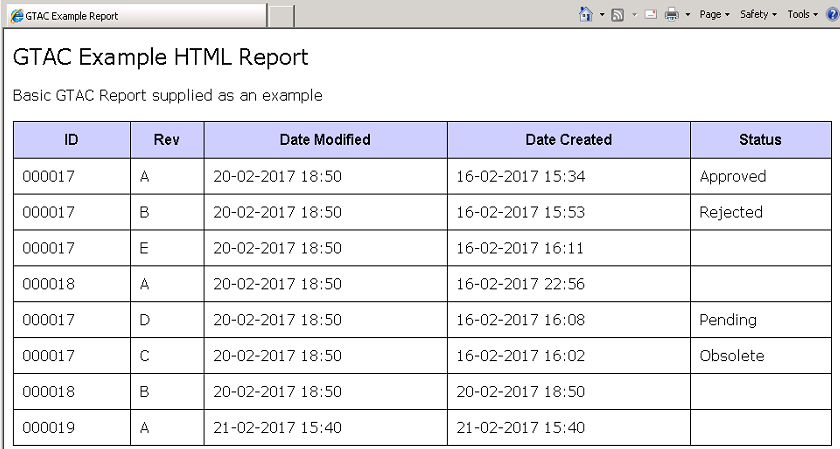 GTAC Example Report
Page Safety Tools
GTAC Example HTML Report
Basic GTAC Report supplied as an example
ID Rev Date Modified Date Created Status
000017 A 20-02-2017 18:50 16-02-2017 15:34 Approved
000017 B 20-02-2017 18:50 16-02-2017 15:53 Rejected
000017 E 20-02-2017 18:50 16-02-2017 16:11
000018 A 20-02-2017 18:50 16-02-2017 22:56
000017 D 20-02-2017 18:50 16-02-2017 16:08 Pending
000017 C 20-02-2017 18:50 16-02-2017 16:02 Obsolete
000018 B 20-02-2017 18:50 20-02-2017 18:50
000019 A 21-02-2017 15:40 21-02-2017 15:40